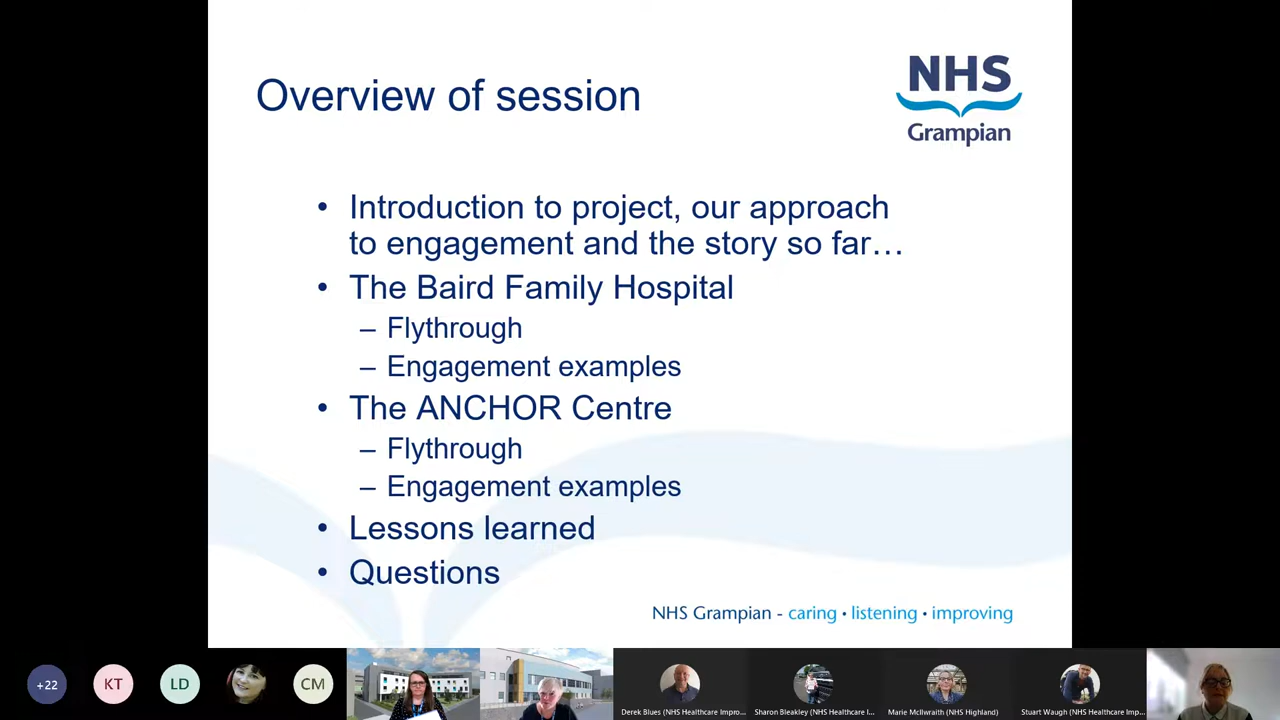 Overview of session
NHS
Grampian
• Introduction to project, our approach
to engagement and the story so far…
• The Baird Family Hospital
– Flythrough
– Engagement examples
• The ANCHOR Centre
– Flythrough
– Engagement examples
• Lessons learned
• Questions
NHS Grampian - caring • listening • improving
+22
KT
LD
CM
Derek Blues (NHS Healthcare Impro...
Sharon Bleakley (NHS Healthcare I...
Marie McIlwraith (NHS Highland)
Stuart Waugh (NHS Healthcare Imp...